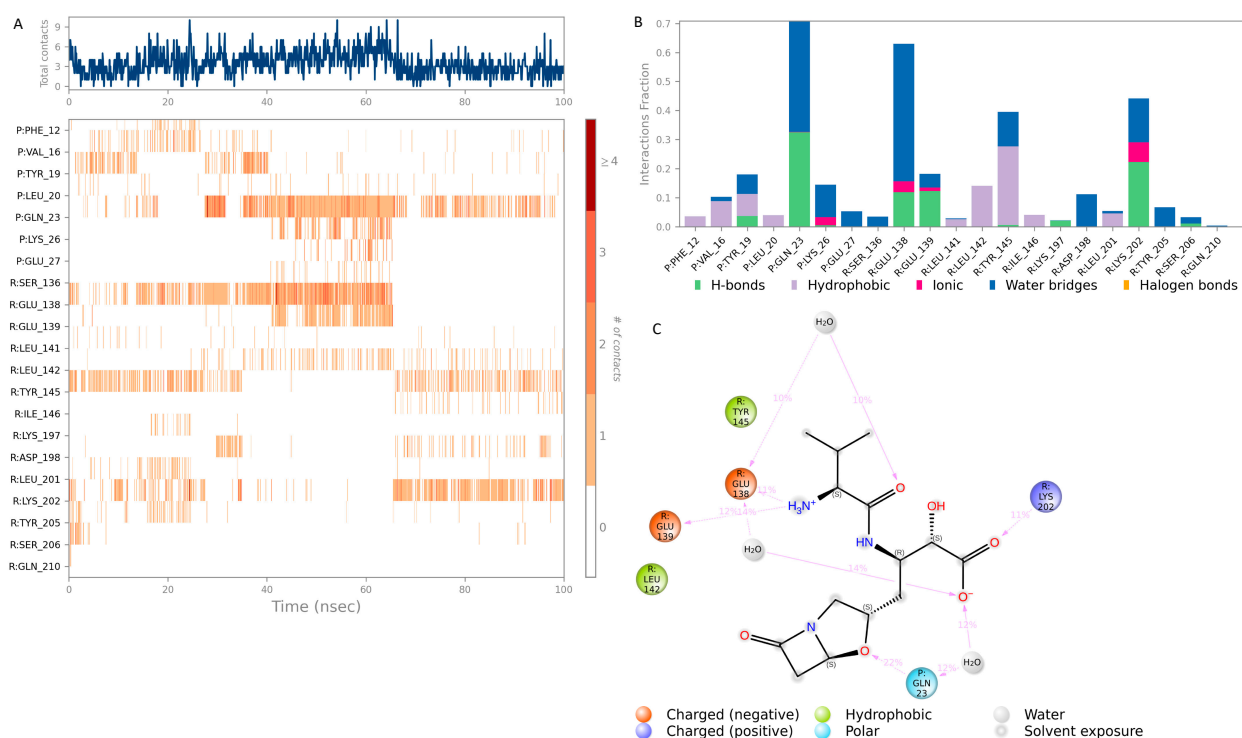 A
Total contacts
9
6
3
0
0 20 40 60 80 100
P:PHE_12
P:VAL_16
P:TYR_19
P:LEU_20
P:GLN_23
P:LYS_26
P:GLU_27
R:SER_136
R:GLU_138
R:GLU_139
R:LEU_141
R:LEU_142
R:TYR_145
R:ILE_146
R:LYS_197
R:ASP_198
R:LEU_201
R:LYS_202
R:TYR_205
R:SER_206
R:GLN_210
0 20 40 60 80 100
Time (nsec)
≥4
3
2
1
0
# of contacts
B
Interactions Fraction
0.7
0.6
0.5
0.4
0.3
0.2
0.1
0.0
P:PHE_12
P:VAL_16
P:TYR_19
P:LEU_20
P:GLN_23
P:LYS_26
P:GLU_27
R:SER_136
R:GLU_138
R:GLU_139
R:LEU_141
R:LEU_142
R:TYR_145
R:ILE_146
R:LYS_197
R:ASP_198
R:LEU_201
R:LYS_202
R:TYR_205
R:SER_206
R:GLN_210
H-bonds Hydrophobic Ionic Water bridges Halogen bonds
C
H₂O
10% 10%
R:
TYR
145
R:
GLU
138
11%
H₃N⁺
(S)
O
R:
LYS
202
11%
12% 14%
R:
GLU
139
OH
H₂O
HN
(R)
(S)
O
14%
O⁻
R:
LEU
142
(S)
12%
O
N
(S)
O
22%
12%
H₂O
P:
GLN
23
Charged (negative) Hydrophobic Water
Charged (positive) Polar Solvent exposure